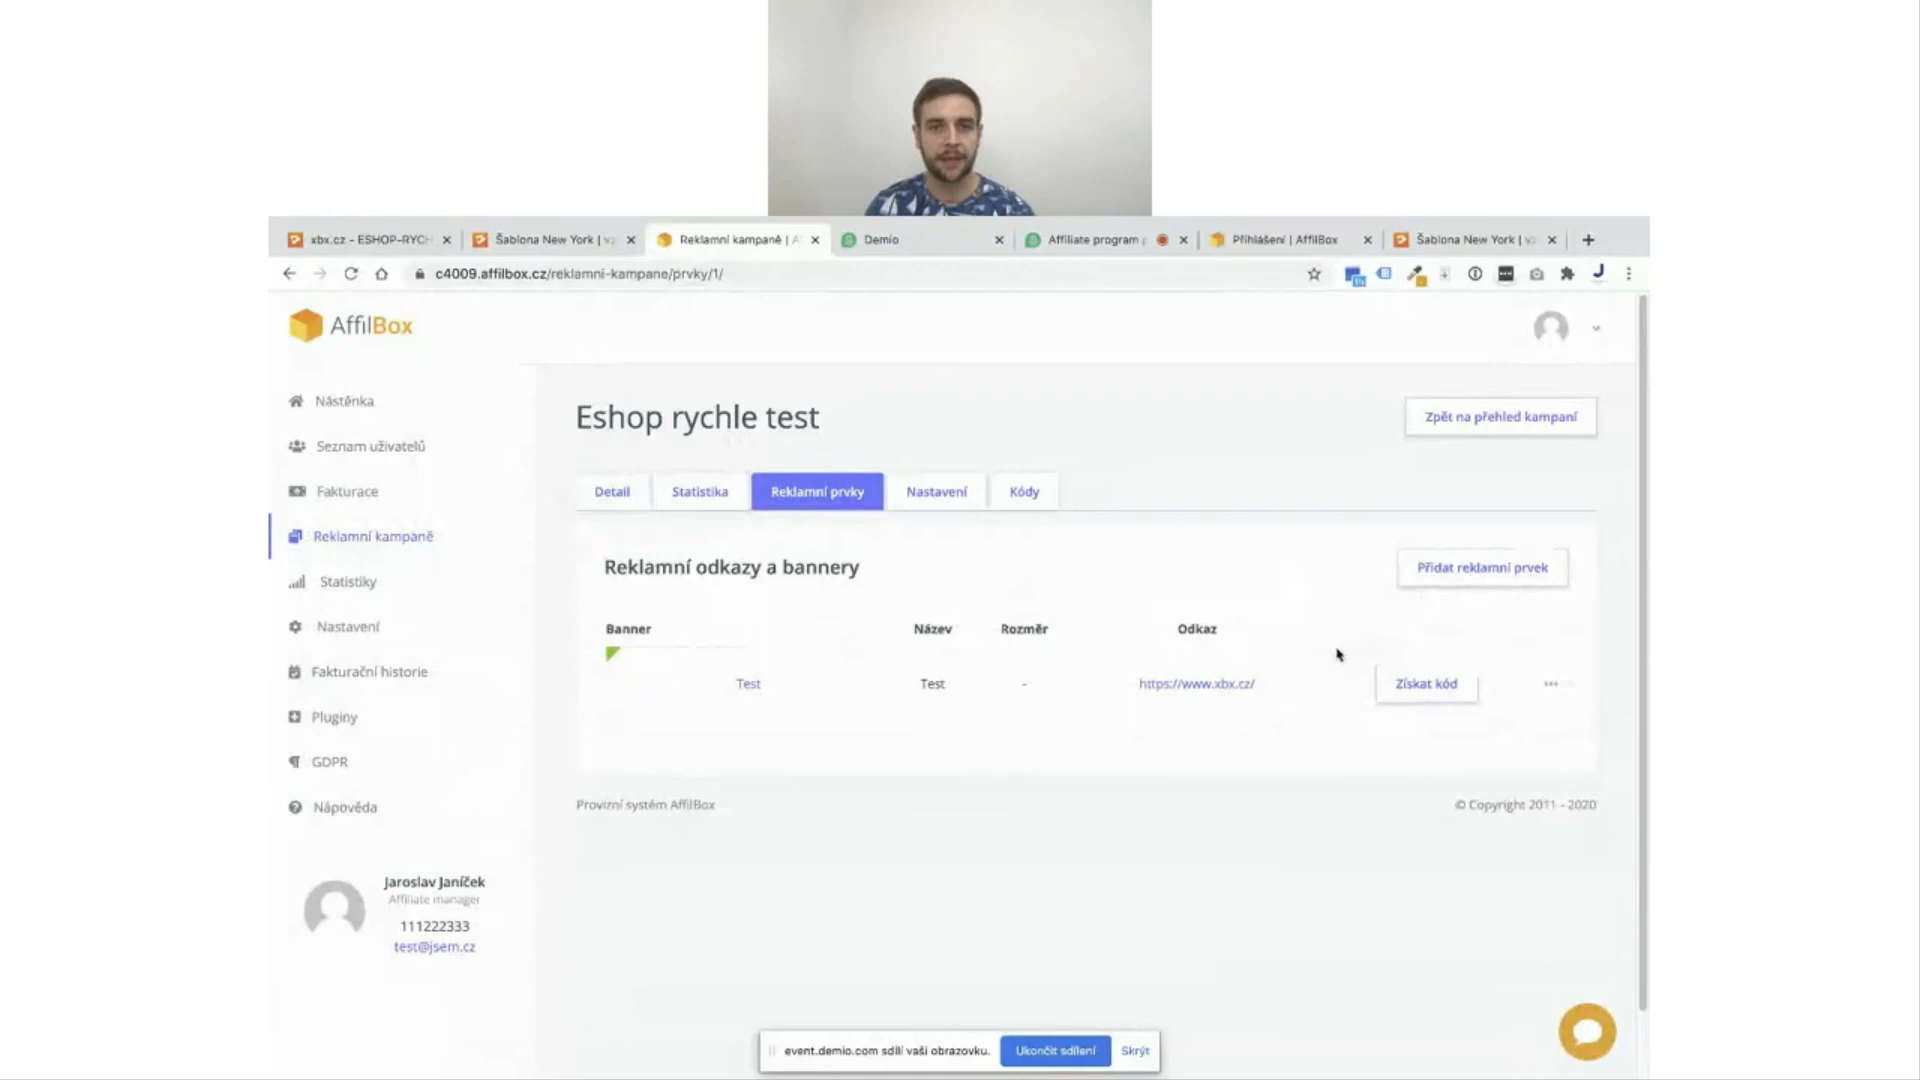 xbx.cz - ESHOP-RYCH
Šablona New York | vz
Reklamní kampaně | A
Demio
Affiliate program p
Přihlášení | AffilBox
Šablona New York | vz
c4009.affilbox.cz/reklamni-kampane/prvky/1/
AffilBox
Nástěnka
Seznam uživatelů
Fakturace
Reklamní kampaně
Statistiky
Nastavení
Fakturační historie
Pluginy
GDPR
Nápověda
Jaroslav Janíček
Affiliate manager
111222333
test@jsem.cz
Eshop rychle test
Zpět na přehled kampaní
Detail
Statistika
Reklamní prvky
Nastavení
Kódy
Reklamní odkazy a bannery
Přidat reklamní prvek
Banner Název Rozměr Odkaz
Test Test - https://www.xbx.cz/ Získat kód
Provizní systém AffilBox
© Copyright 2011 - 2020
event.demio.com sdílí vaši obrazovku.
Ukončit sdílení
Skrýt